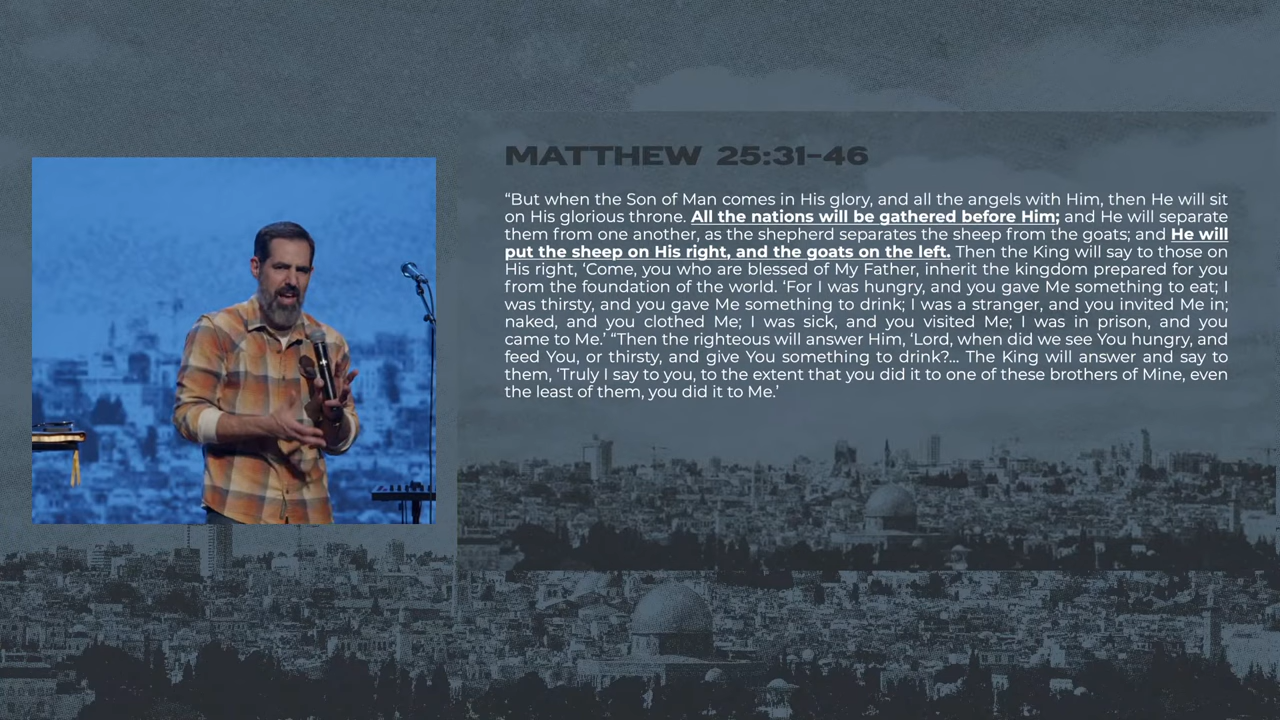 MATTHEW 25:31-46
“But when the Son of Man comes in His glory, and all the angels with Him, then He will sit
on His glorious throne. All the nations will be gathered before Him; and He will separate
them from one another, as the shepherd separates the sheep from the goats; and He will
put the sheep on His right, and the goats on the left. Then the King will say to those on
His right, ‘Come, you who are blessed of My Father, inherit the kingdom prepared for you
from the foundation of the world. ‘For I was hungry, and you gave Me something to eat; I
was thirsty, and you gave Me something to drink; I was a stranger, and you invited Me in;
naked, and you clothed Me; I was sick, and you visited Me; I was in prison, and you
came to Me.’ “Then the righteous will answer Him, ‘Lord, when did we see You hungry, and
feed You, or thirsty, and give You something to drink?... The King will answer and say to
them, ‘Truly I say to you, to the extent that you did it to one of these brothers of Mine, even
the least of them, you did it to Me.’